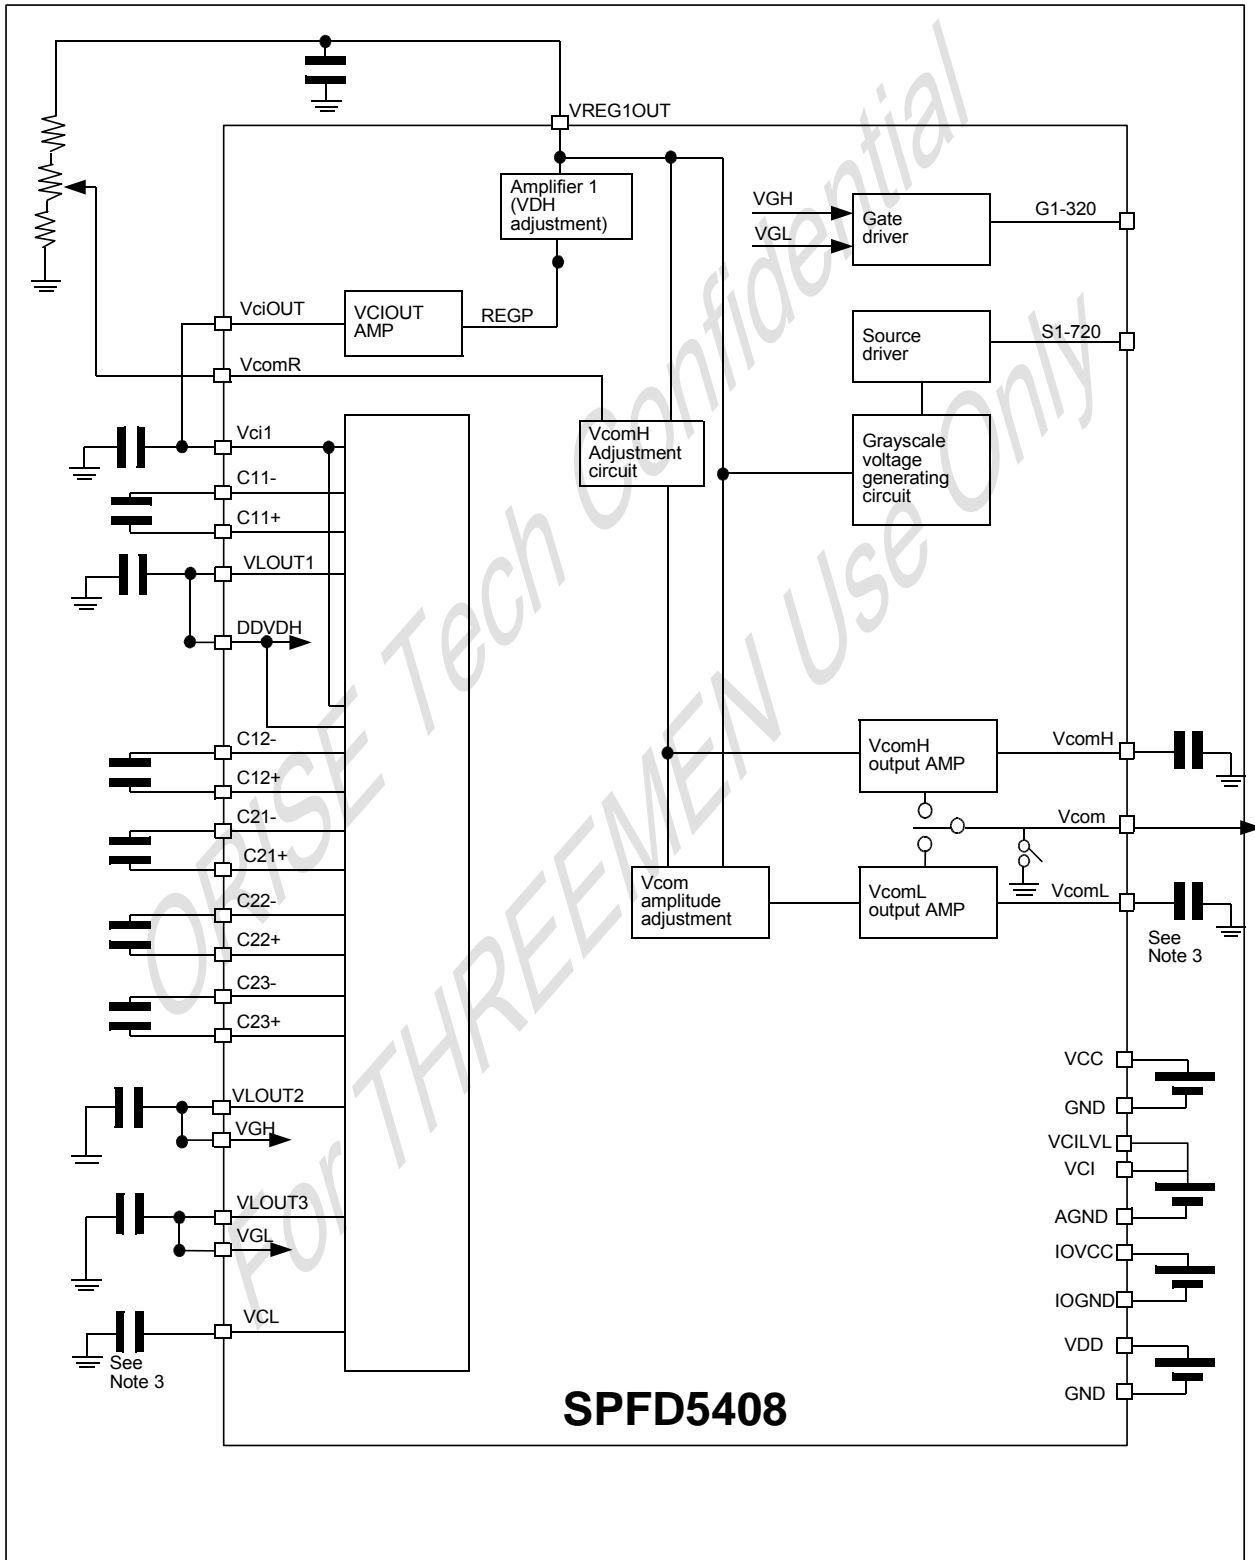 VREG1OUT
Amplifier 1
(VDH
adjustment)
VGH
VGL
Gate
driver
G1-320
VciOUT
VCIOUT
AMP
REGP
Source
driver
S1-720
VcomR
Vci1
VcomH
Adjustment
circuit
Grayscale
voltage
generating
circuit
C11-
C11+
VLOUT1
DDVDH
C12-
C12+
C21-
C21+
C22-
C22+
C23-
C23+
VcomH
output AMP
VcomH
Vcom
Vcom
amplitude
adjustment
VcomL
output AMP
VcomL
See
Note 3
VLOUT2
VGH
VLOUT3
VGL
VCL
See
Note 3
VCC
GND
VCILVL
VCI
AGND
IOVCC
IOGND
VDD
GND
SPFD5408
ORISE Tech Confidential
For THREEMEN Use Only